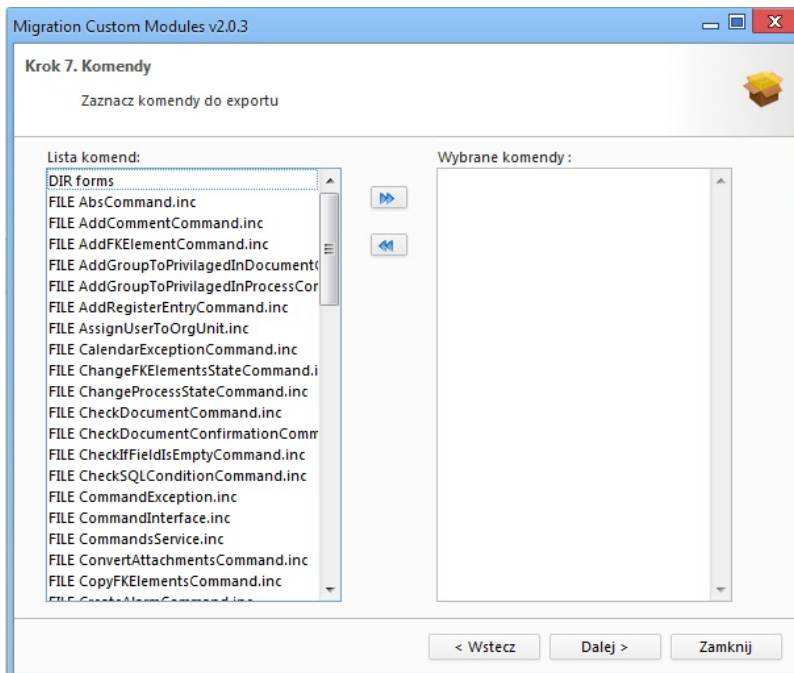 Migration Custom Modules v2.0.3
Krok 7. Komendy
Zaznacz komendy do exportu
Lista komend:
DIR forms
FILE AbsCommand.inc
FILE AddCommentCommand.inc
FILE AddFKElementCommand.inc
FILE AddGroupToPrivilagedInDocument
FILE AddGroupToPrivilagedInProcessCor
FILE AddRegisterEntryCommand.inc
FILE AssignUserToOrgUnit.inc
FILE CalendarExceptionCommand.inc
FILE ChangeFKElementsStateCommand.i
FILE ChangeProcessStateCommand.inc
FILE CheckDocumentCommand.inc
FILE CheckDocumentConfirmationComm
FILE CheckIfFieldIsEmptyCommand.inc
FILE CheckSQLConditionCommand.inc
FILE CommandException.inc
FILE CommandInterface.inc
FILE CommandsService.inc
FILE ConvertAttachmentsCommand.inc
FILE CopyFKElementsCommand.inc
FILE CreateAlarmCommand.inc
Wybrane komendy :
< Wstecz
Dalej >
Zamknij